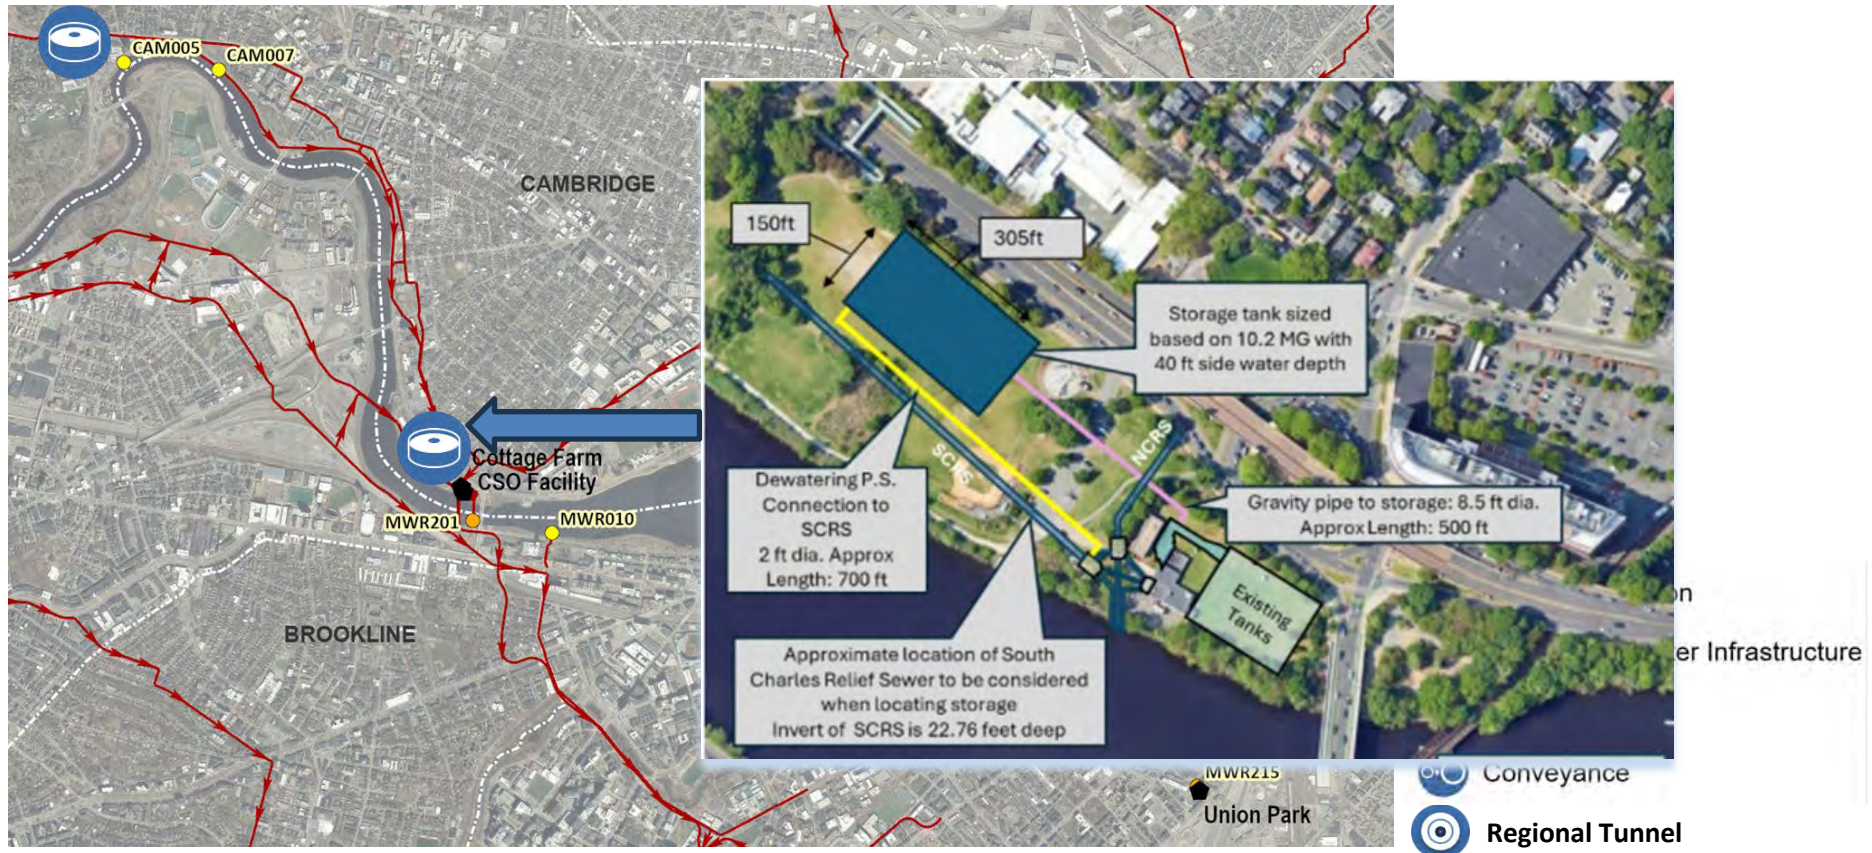 CAM005
CAM007
CAMBRIDGE
Cottage Farm
CSO Facility
MWR201
MWR010
BROOKLINE
150ft
305ft
Storage tank sized
based on 10.2 MG with
40 ft side water depth
SCRS
NCRS
Dewatering P.S.
Connection to
SCRS
2 ft dia. Approx
Length: 700 ft
Gravity pipe to storage: 8.5 ft dia.
Approx Length: 500 ft
Existing
Tanks
Approximate location of South
Charles Relief Sewer to be considered
when locating storage
Invert of SCRS is 22.76 feet deep
MWR215
Union Park
on
er Infrastructure
Conveyance
Regional Tunnel